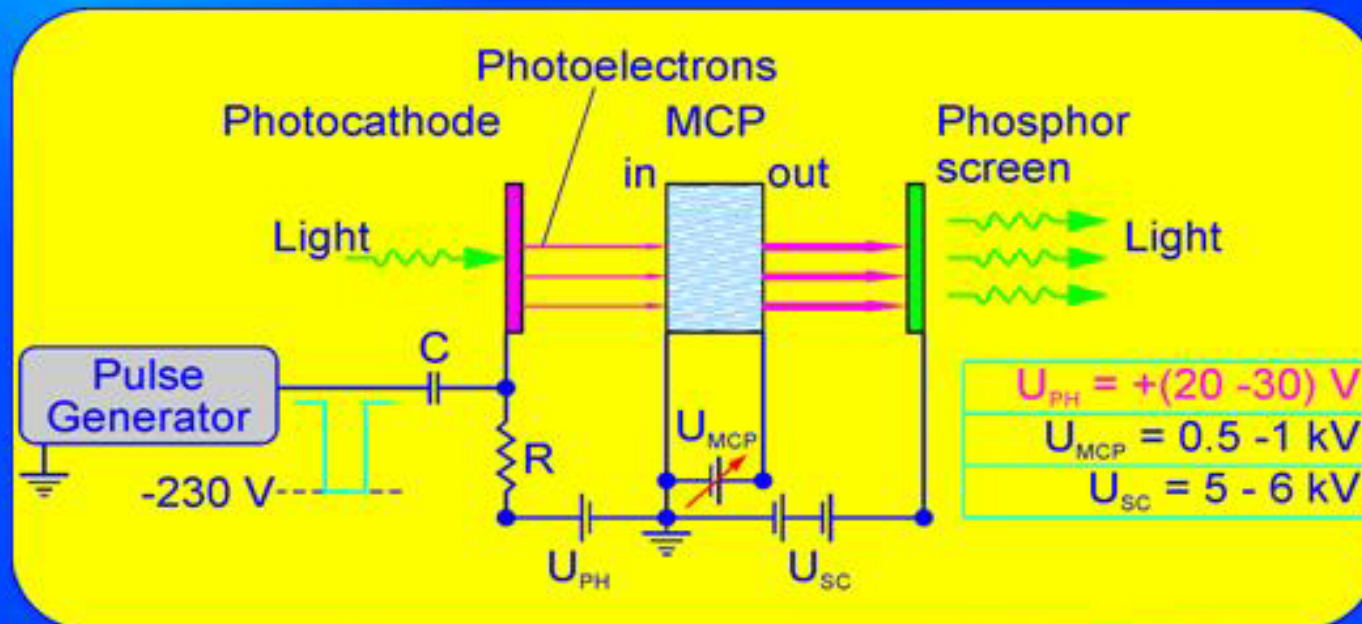 Photoelectrons
Photocathode
MCP
Phosphor
screen
in
out
Light
Light
Pulse
Generator
C
R
-230 V
U_MCP
U_PH
U_SC
U_PH = +(20 -30) V
U_MCP = 0.5 -1 kV
U_SC = 5 - 6 kV